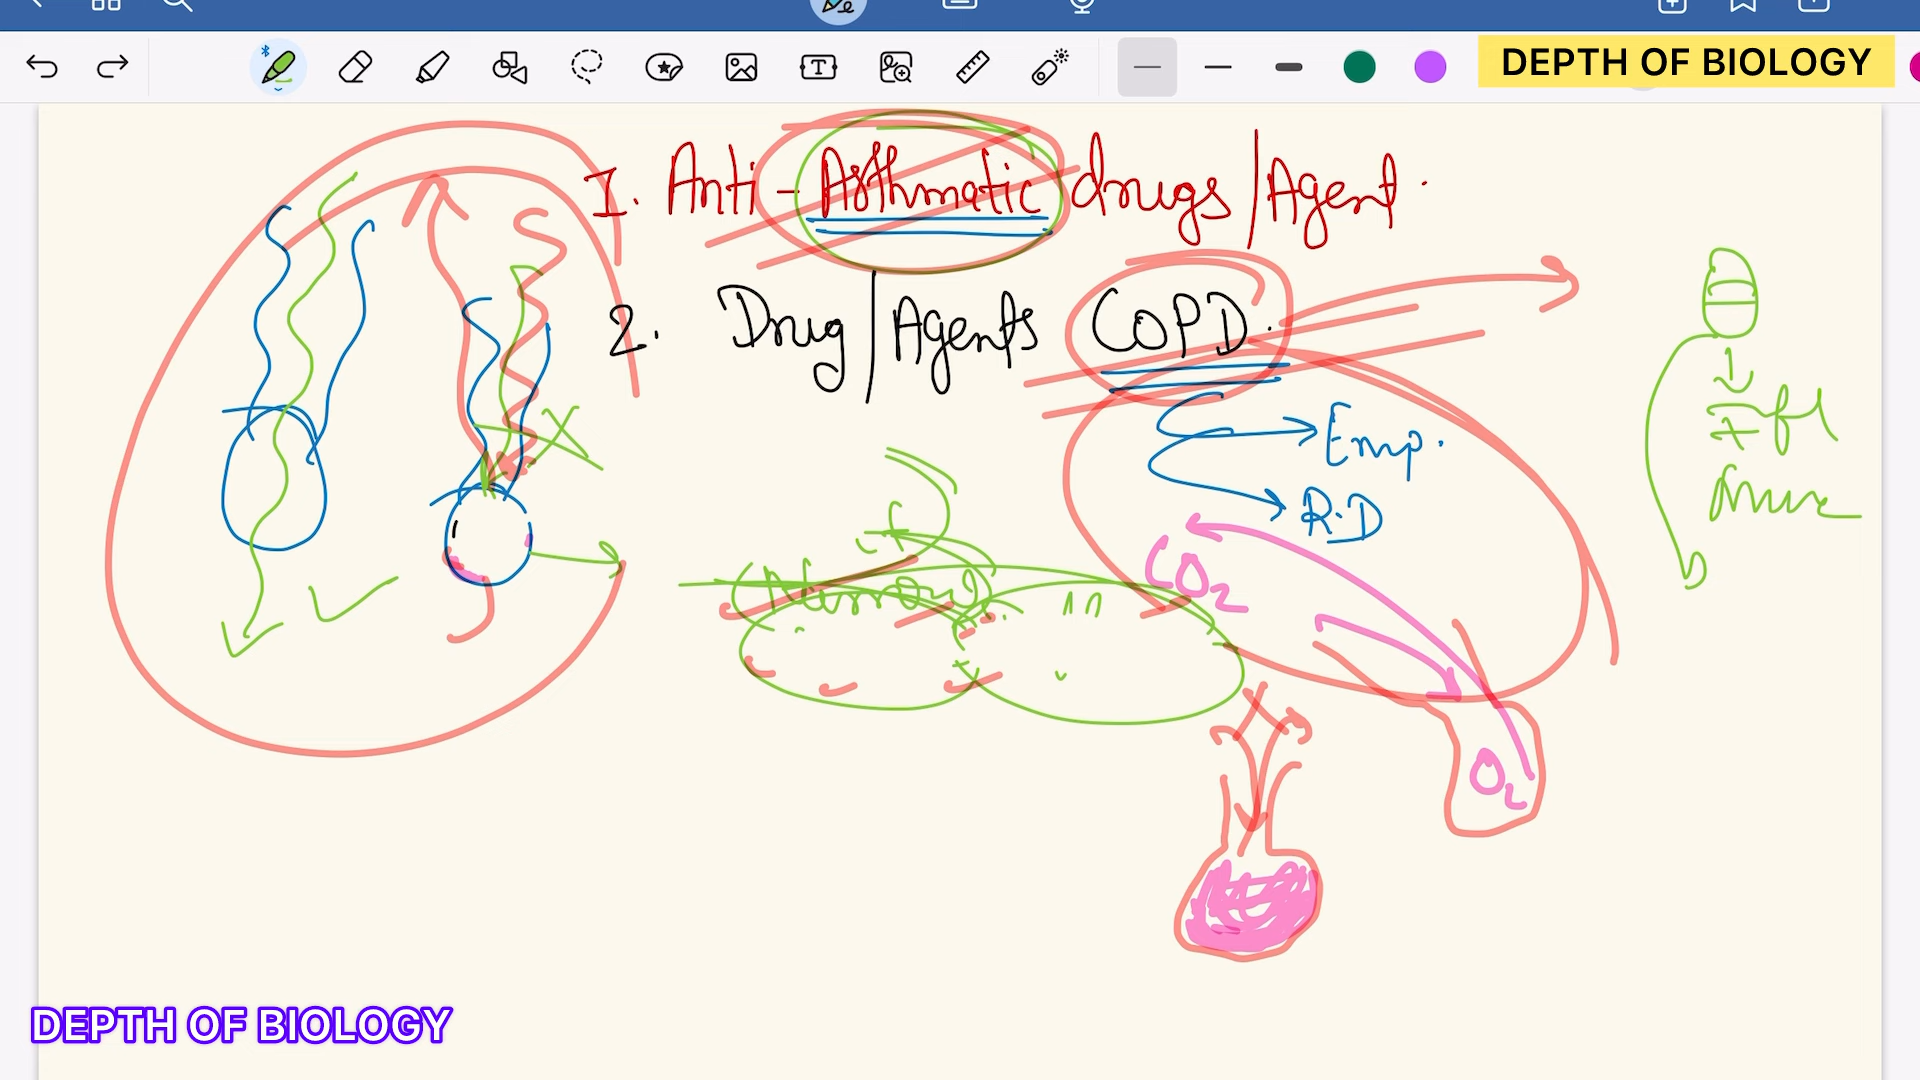 DEPTH OF BIOLOGY
1. Anti-Asthmatic drugs/Agent.
2. Drug/Agents COPD.
Emp.
R.D
CO2
O2
DEPTH OF BIOLOGY